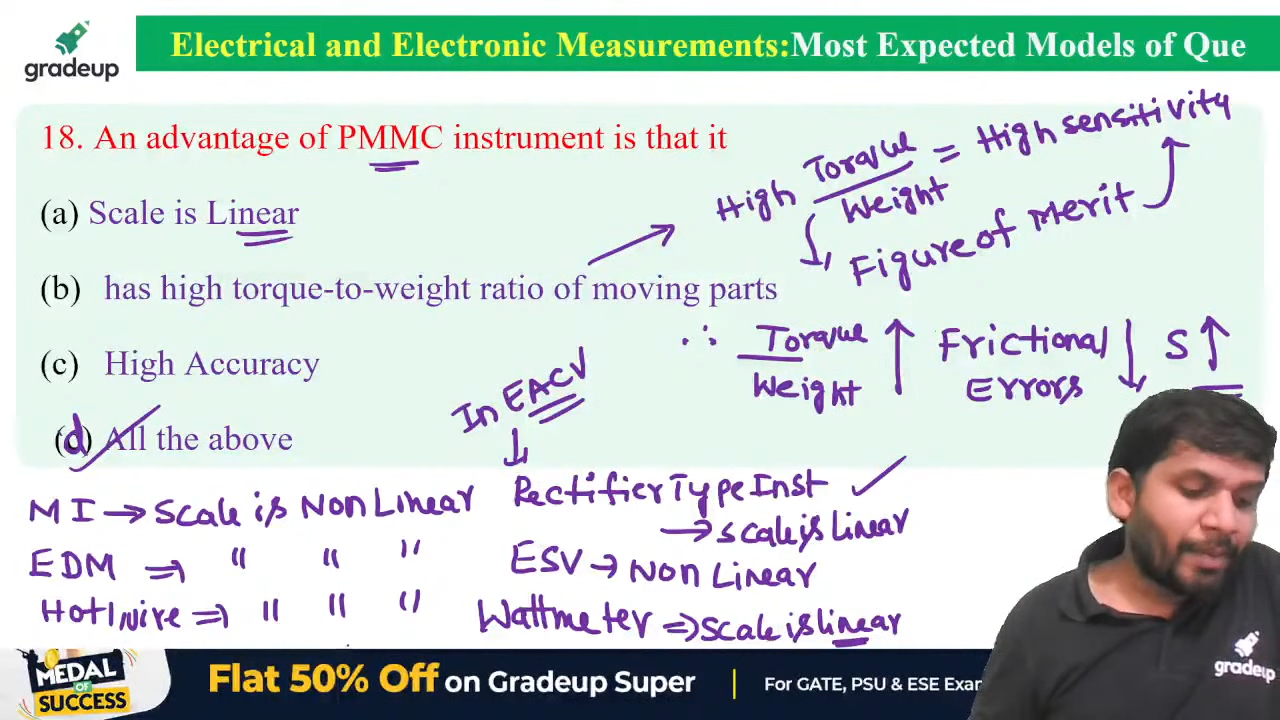 gradeup
Electrical and Electronic Measurements:Most Expected Models of Que
18. An advantage of PMMC instrument is that it
(a) Scale is Linear
(b) has high torque-to-weight ratio of moving parts
(c) High Accuracy
(d) All the above
High Torque/Weight = High sensitivity
Figure of Merit
∴ Torque/Weight ↑ Frictional Errors ↓ S ↑
In EACV
↓
Rectifier Type Inst ✓
→ scale is linear
MI → Scale is Non Linear
EDM ⇒ " " "
Hot wire ⇒ " " "
ESV → Non Linear
Wattmeter ⇒ scale is linear
gradeup
MEDAL
OF
SUCCESS
Flat 50% Off on Gradeup Super
For GATE, PSU & ESE Exam